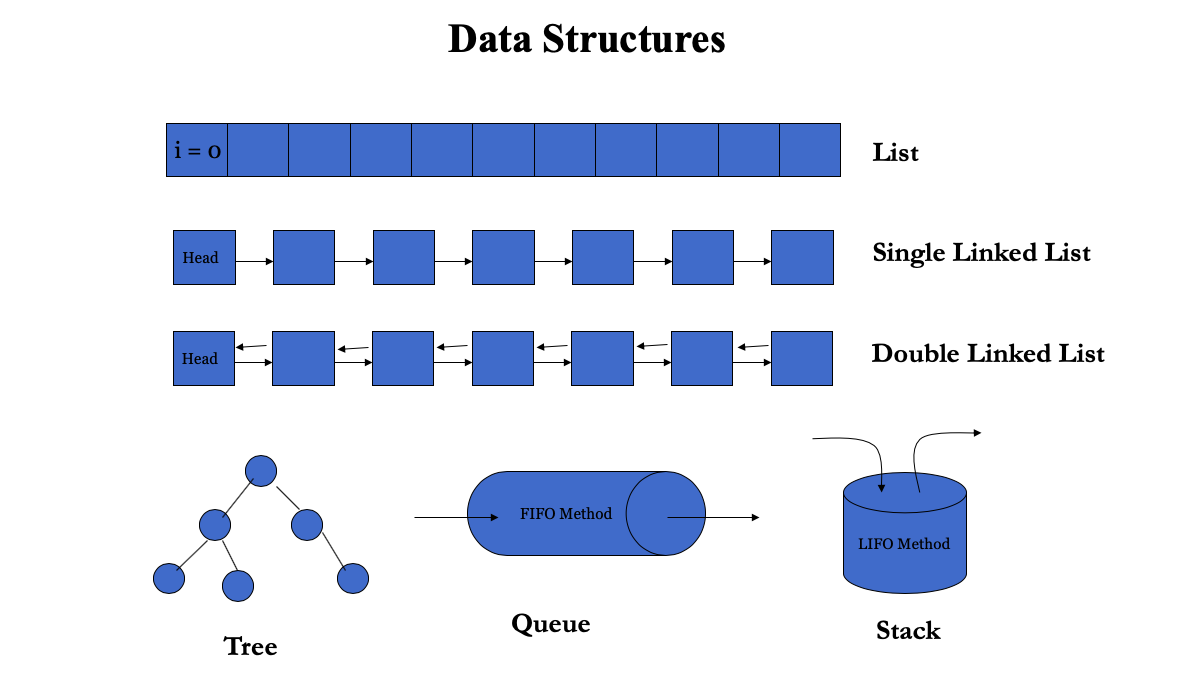 Data Structures
i = 0
List
Head
Single Linked List
Head
Double Linked List
FIFO Method
LIFO Method
Tree
Queue
Stack